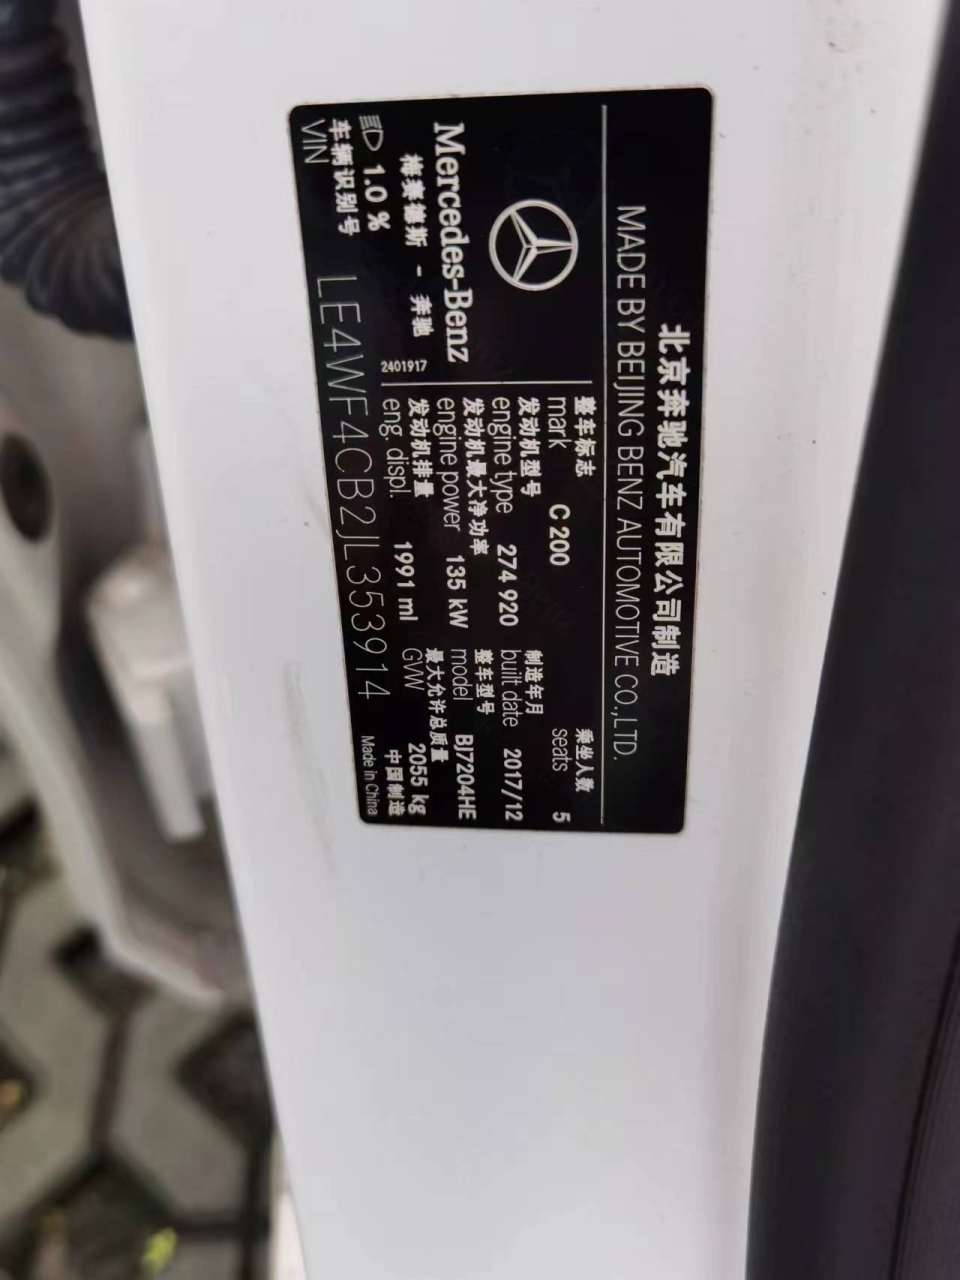 北京奔驰汽车有限公司制造
MADE BY BEIJING BENZ AUTOMOTIVE CO.,LTD.
Mercedes-Benz
梅赛德斯 - 奔驰
1.0 %
2401917
整车标志
mark C 200
乘坐人数
seats 5
发动机型号
engine type 274 920
制造年月
built date 2017/12
发动机最大净功率
engine power 135 kW
整车型号
model BJ7204HE
发动机排量
eng. displ. 1991 ml
最大允许总质量
GVW 2055 kg
车辆识别号
VIN LE4WF4CB2JL353914
中国制造
Made in China